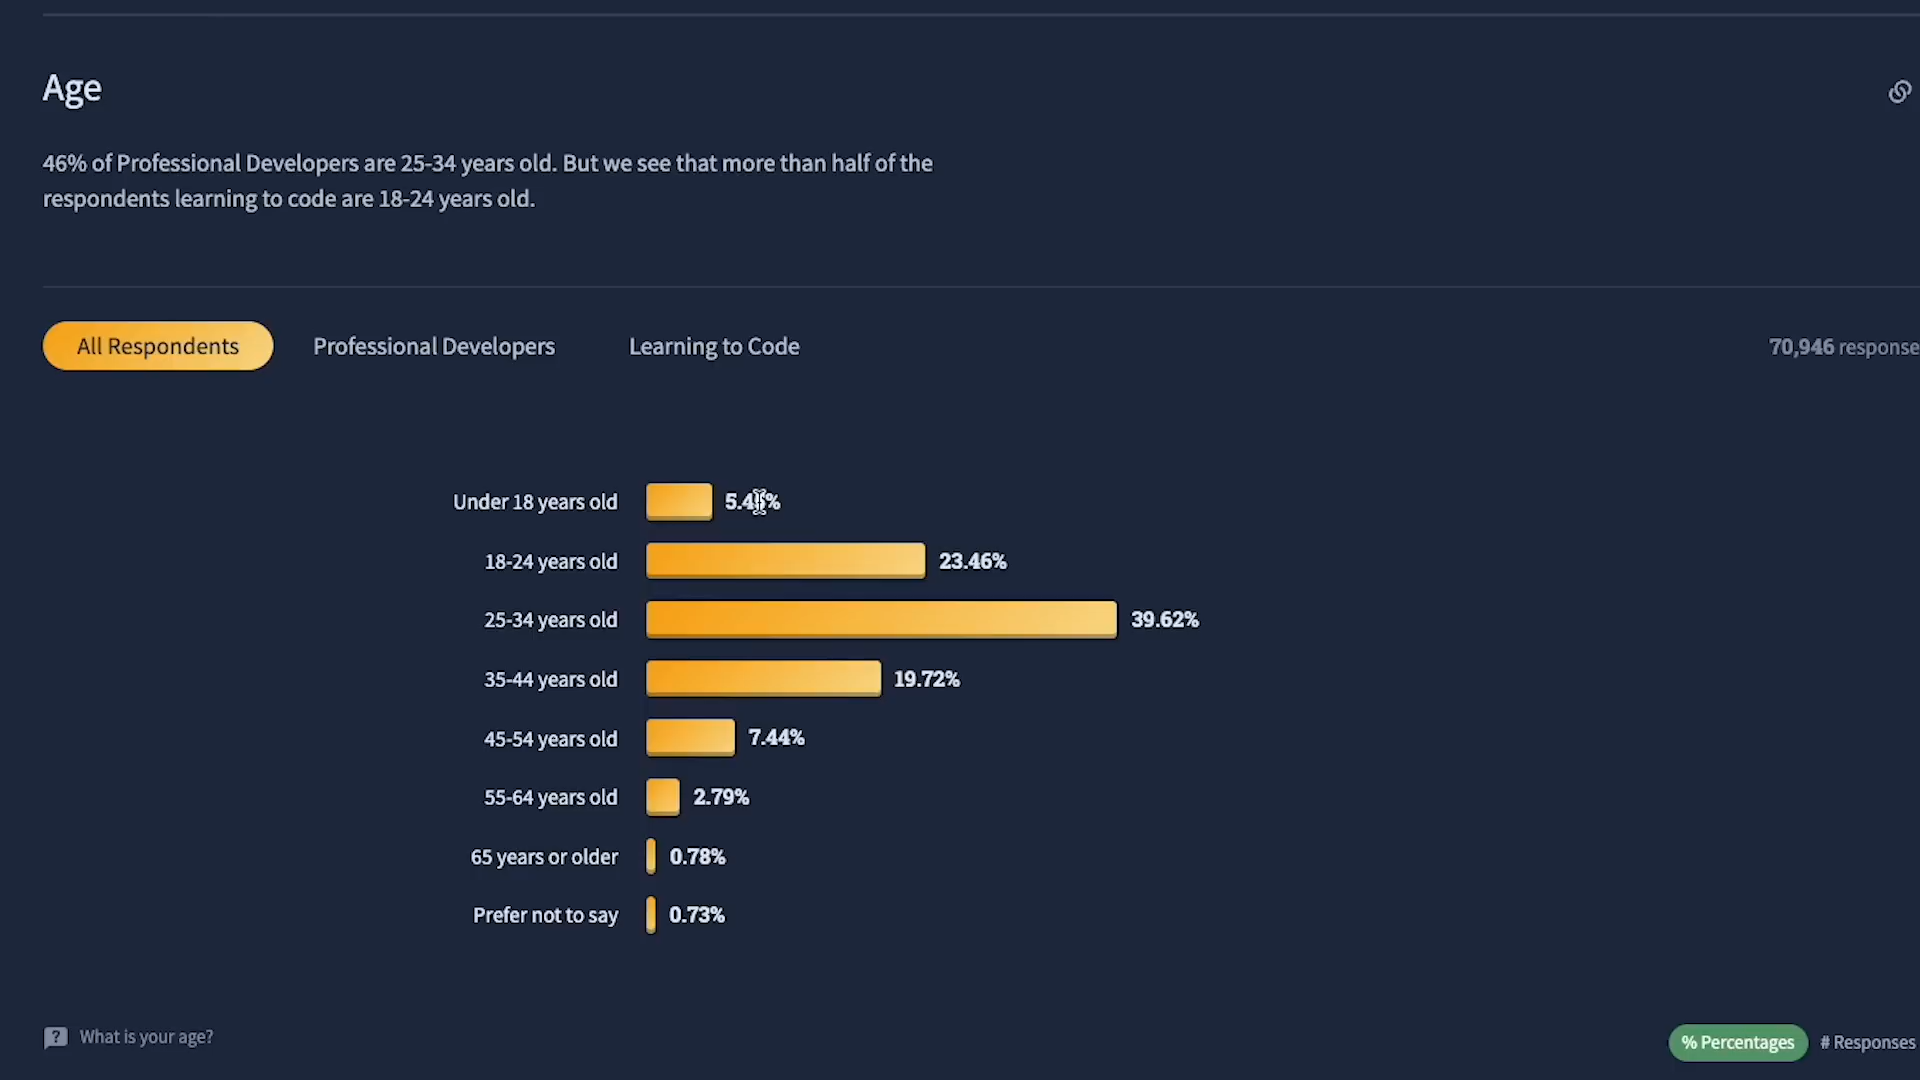 Age
46% of Professional Developers are 25-34 years old. But we see that more than half of the
respondents learning to code are 18-24 years old.
All Respondents
Professional Developers
Learning to Code
70,946 response
Under 18 years old
18-24 years old 23.46%
25-34 years old 39.62%
35-44 years old 19.72%
45-54 years old 7.44%
55-64 years old 2.79%
65 years or older 0.78%
Prefer not to say 0.73%
? What is your age?
% Percentages
# Responses